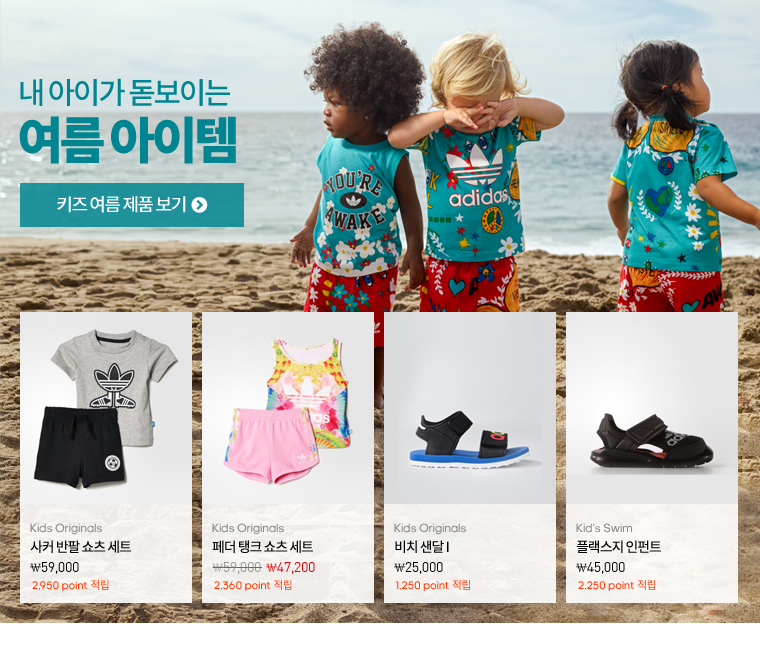 내 아이가 돋보이는
여름 아이템
키즈 여름 제품 보기
YOU'RE
AWAKE
adidas
Kids Originals
사커 반팔 쇼츠 세트
₩59,000
2,950 point 적립
Kids Originals
페더 탱크 쇼츠 세트
₩59,000 ₩47,200
2,360 point 적립
Kids Originals
비치 샌달 I
₩25,000
1,250 point 적립
Kid's Swim
플랙스지 인펀트
₩45,000
2,250 point 적립